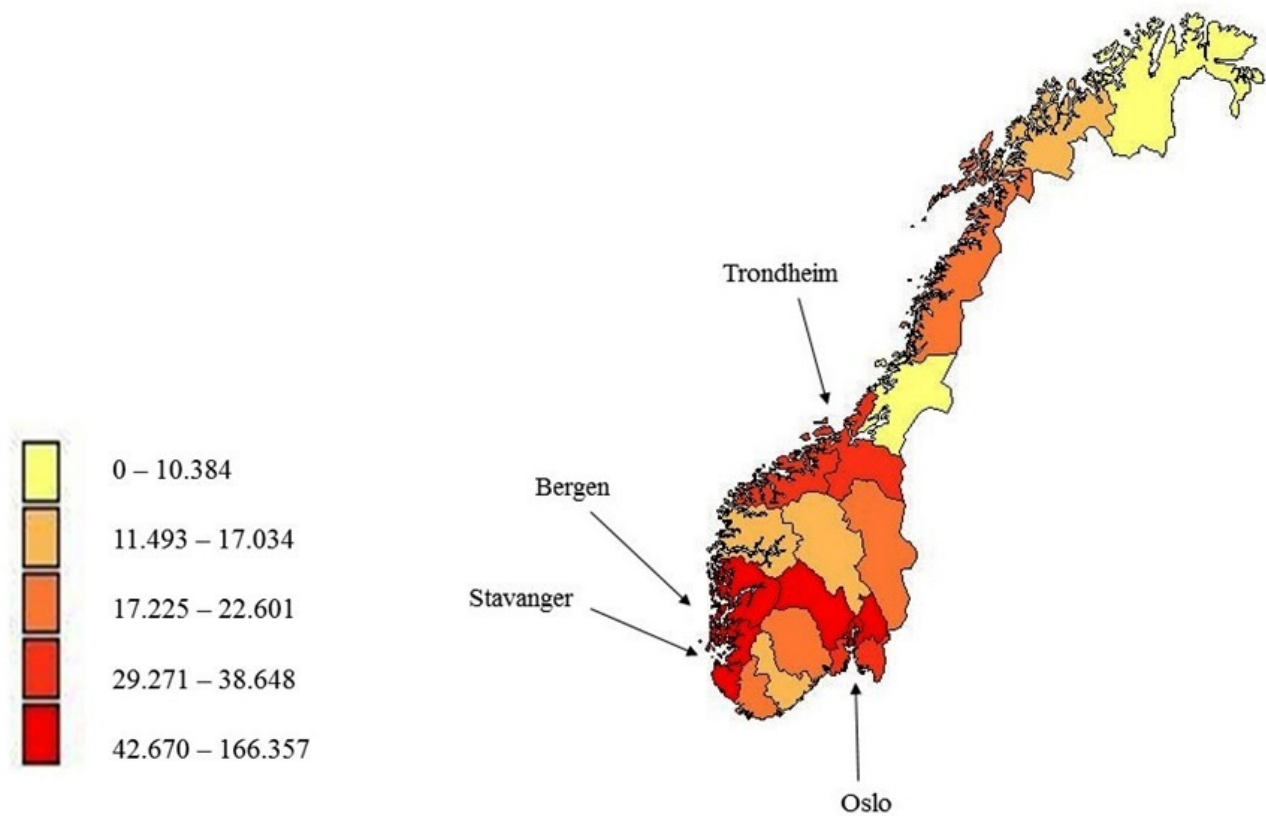 Trondheim
Bergen
Stavanger
Oslo
0 – 10.384
11.493 – 17.034
17.225 – 22.601
29.271 – 38.648
42.670 – 166.357